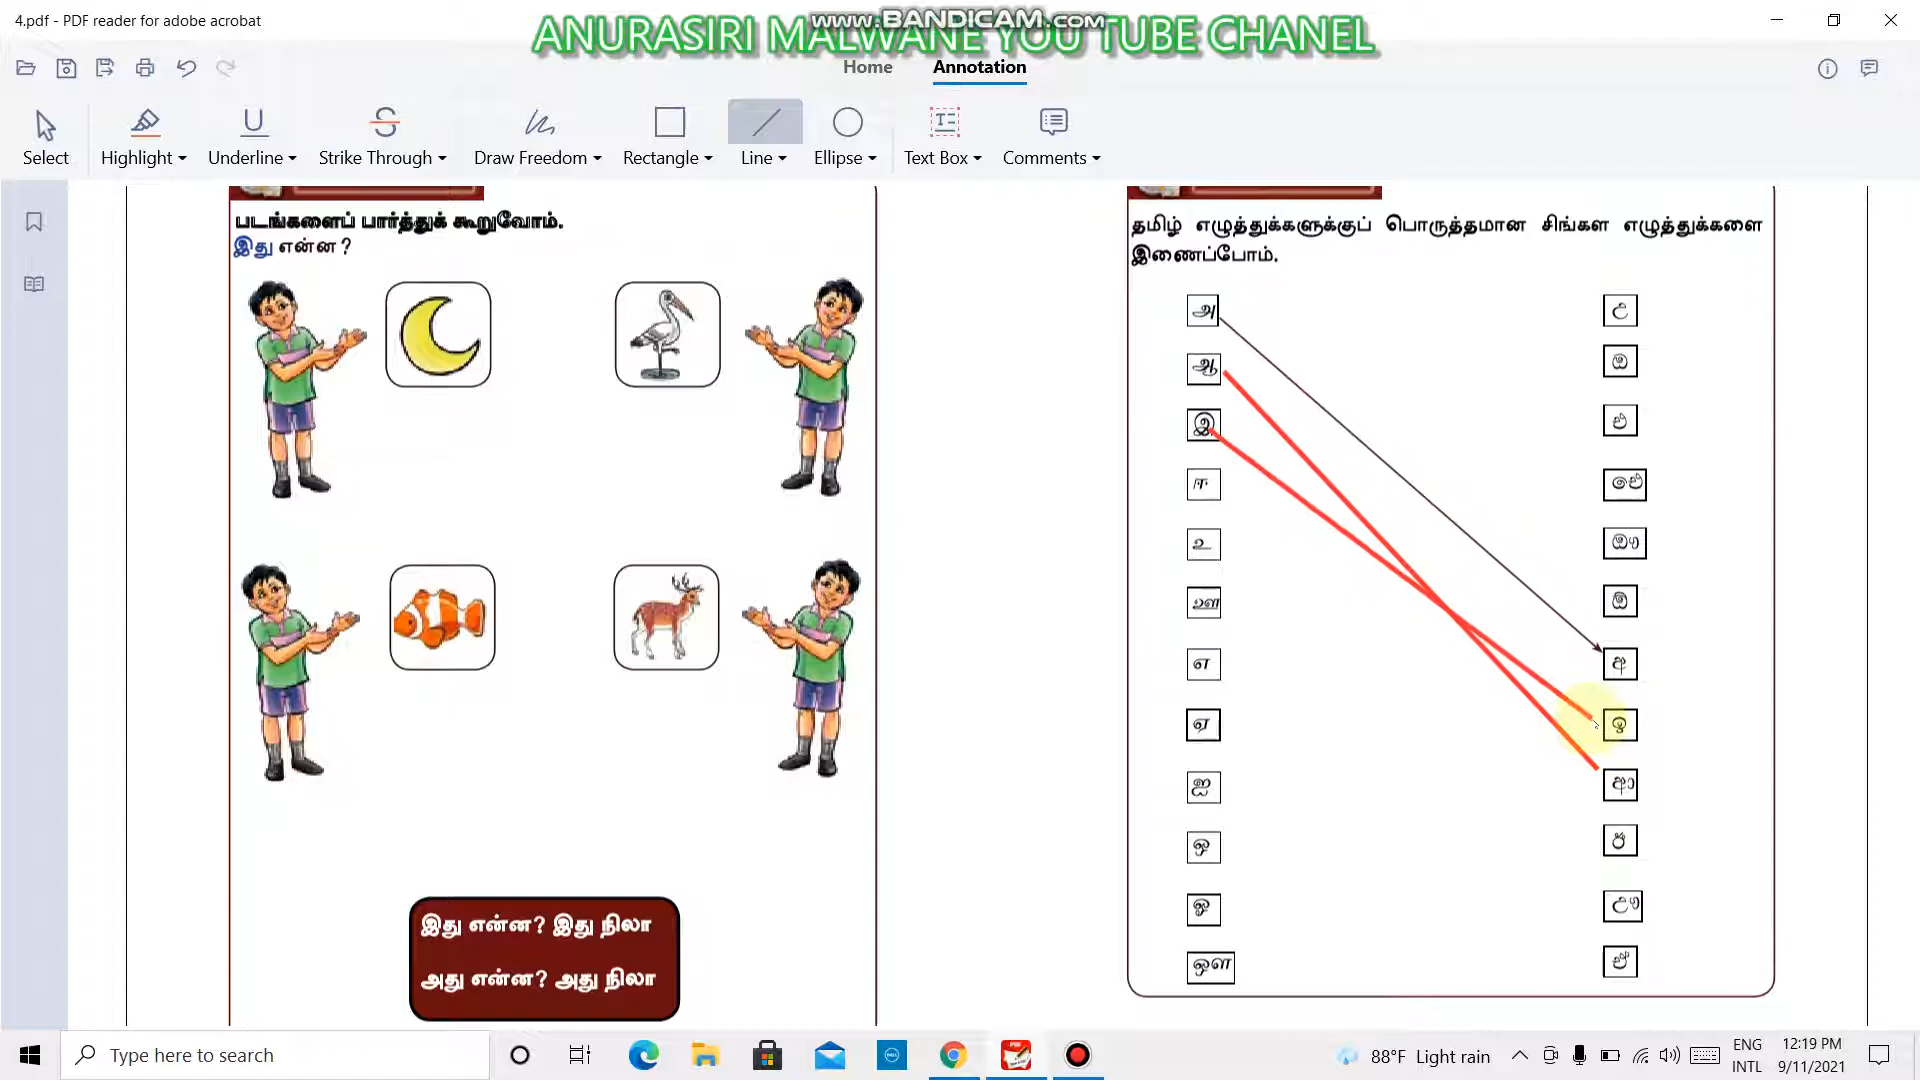 4.pdf - PDF reader for adobe acrobat
www.BANDICAM.com
ANURASIRI MALWANE YOU TUBE CHANEL
Home Annotation
Select Highlight Underline Strike Through Draw Freedom Rectangle Line Ellipse Text Box Comments
படங்களைப் பார்த்துக் கூறுவோம்.
இது என்ன?
இது என்ன? இது நிலா
அது என்ன? அது நிலா
தமிழ் எழுத்துக்களுக்குப் பொருத்தமான சிங்கள எழுத்துக்களை
இணைப்போம்.
அ උ
ஆ ඔ
இ එ
ஈ ඓ
உ ඖ
ஊ ඕ
எ අ
ஏ ඉ
ஐ ආ
ஒ ඊ
ஓ ඌ
ஔ ඒ
Type here to search
88°F Light rain
ENG
INTL
12:19 PM
9/11/2021